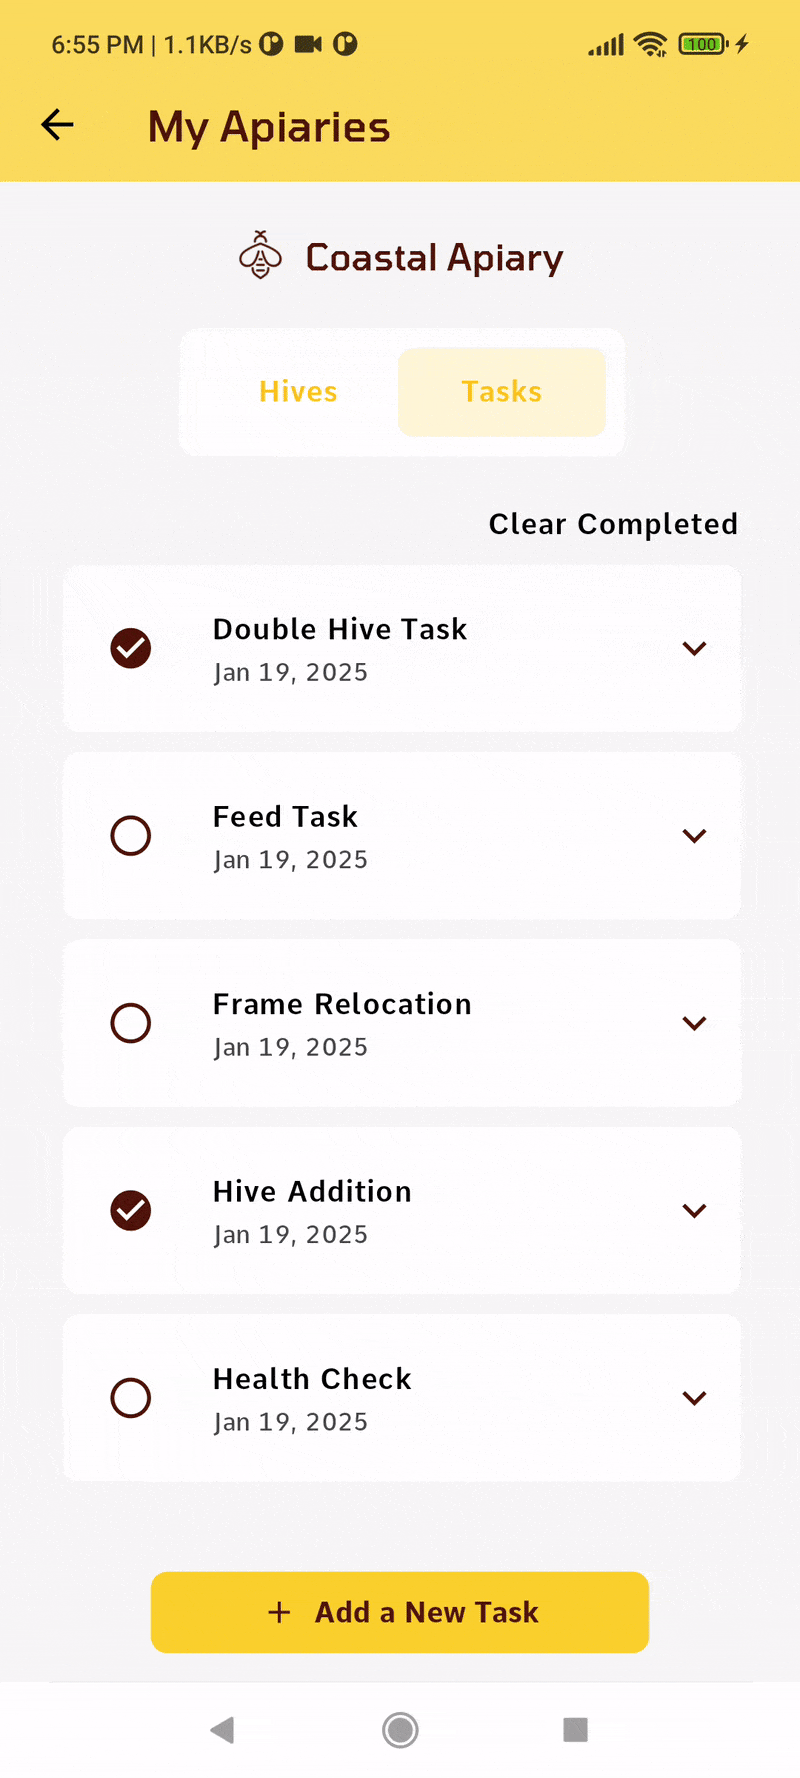 6:55 PM | 1.1KB/s
100
My Apiaries
Coastal Apiary
Hives
Tasks
Clear Completed
Double Hive Task
Jan 19, 2025
Feed Task
Jan 19, 2025
Frame Relocation
Jan 19, 2025
Hive Addition
Jan 19, 2025
Health Check
Jan 19, 2025
+ Add a New Task